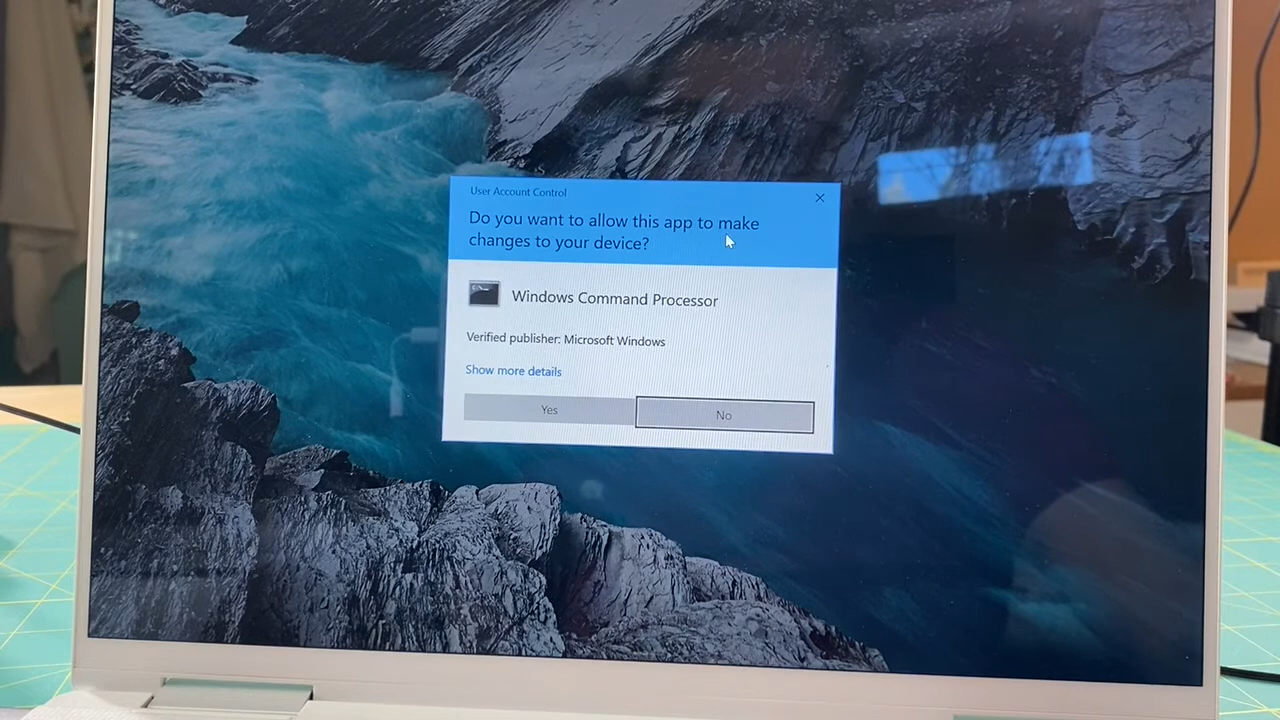 User Account Control
Do you want to allow this app to make
changes to your device?
Windows Command Processor
Verified publisher: Microsoft Windows
Show more details
Yes
No